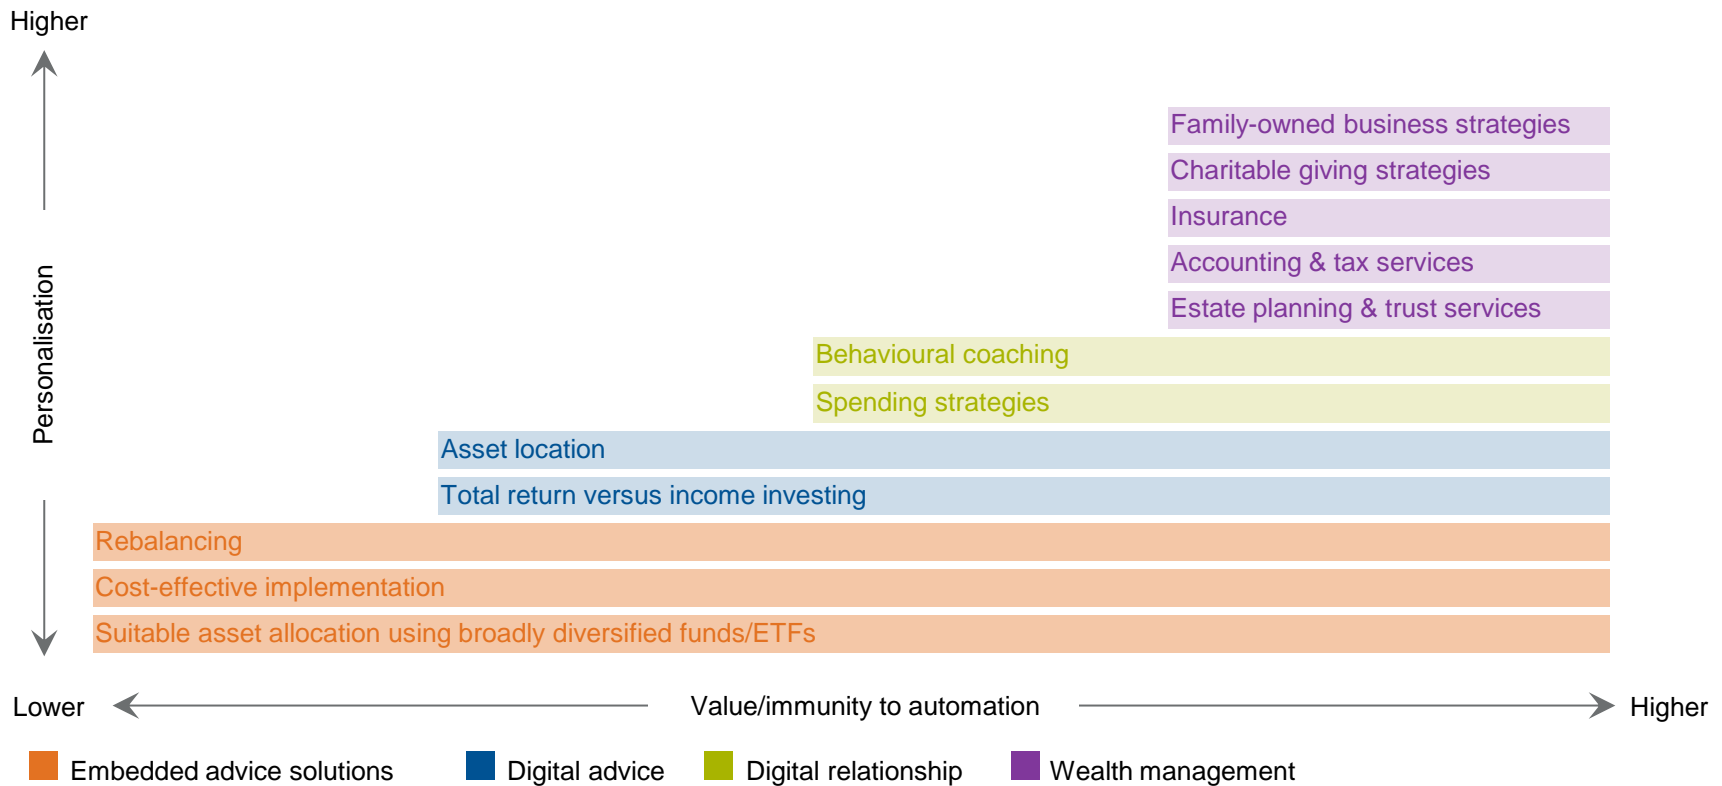 Higher
Family-owned business strategies
Charitable giving strategies
Insurance
Accounting & tax services
Estate planning & trust services
Personalisation
Behavioural coaching
Spending strategies
Asset location
Total return versus income investing
Rebalancing
Cost-effective implementation
Suitable asset allocation using broadly diversified funds/ETFs
Lower
Value/immunity to automation
Higher
Embedded advice solutions
Digital advice
Digital relationship
Wealth management